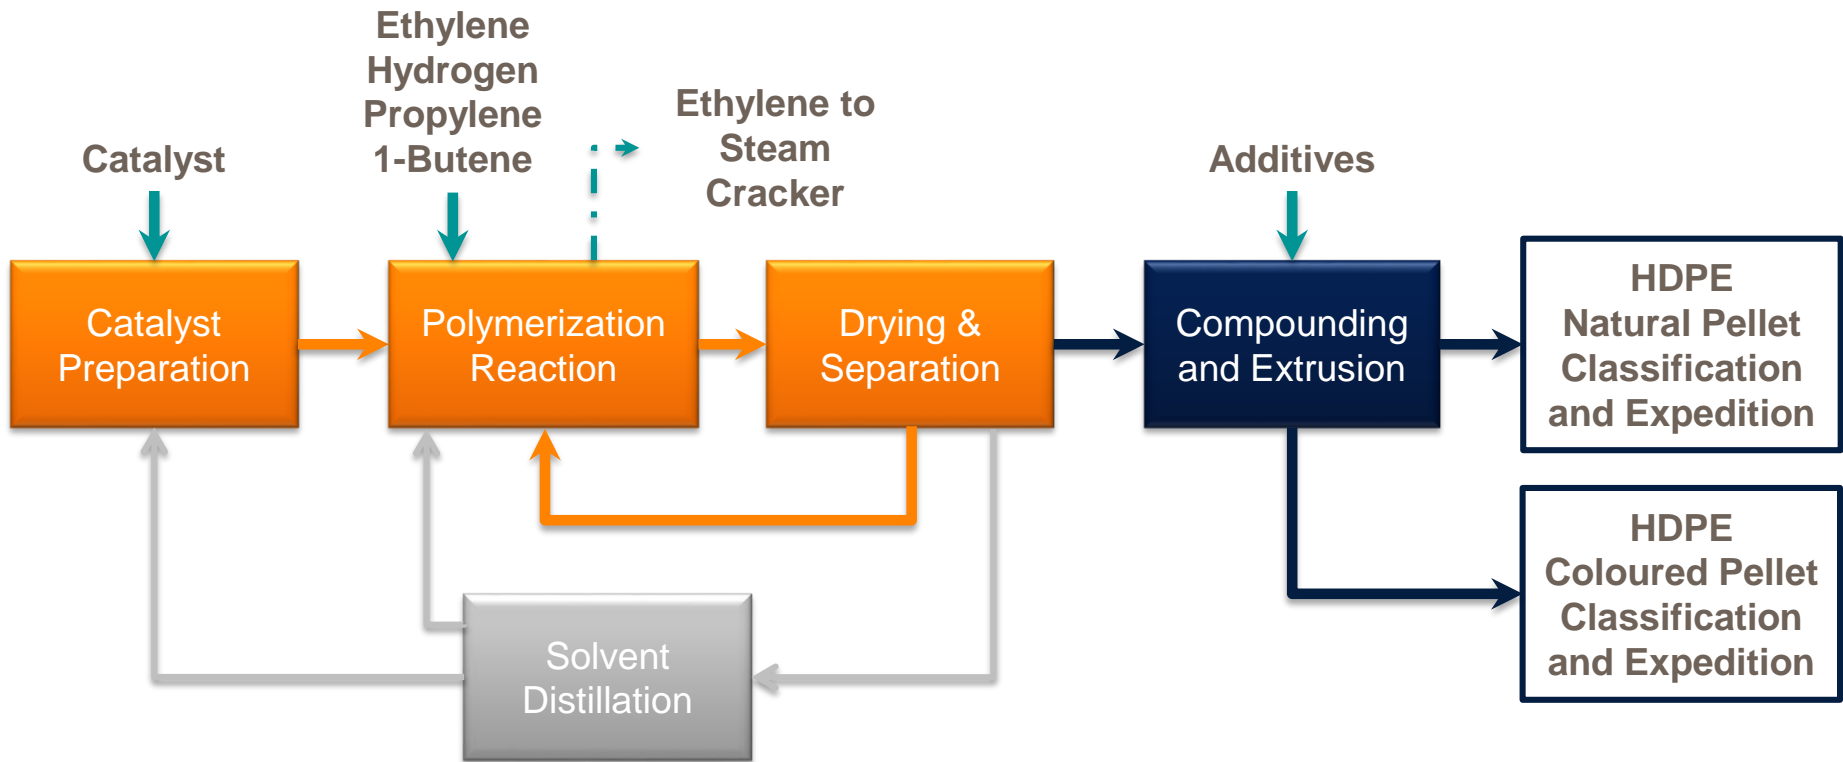 Catalyst
Ethylene
Hydrogen
Propylene
1-Butene
Ethylene to
Steam
Cracker
Additives
Catalyst
Preparation
Polymerization
Reaction
Drying &
Separation
Compounding
and Extrusion
HDPE
Natural Pellet
Classification
and Expedition
HDPE
Coloured Pellet
Classification
and Expedition
Solvent
Distillation